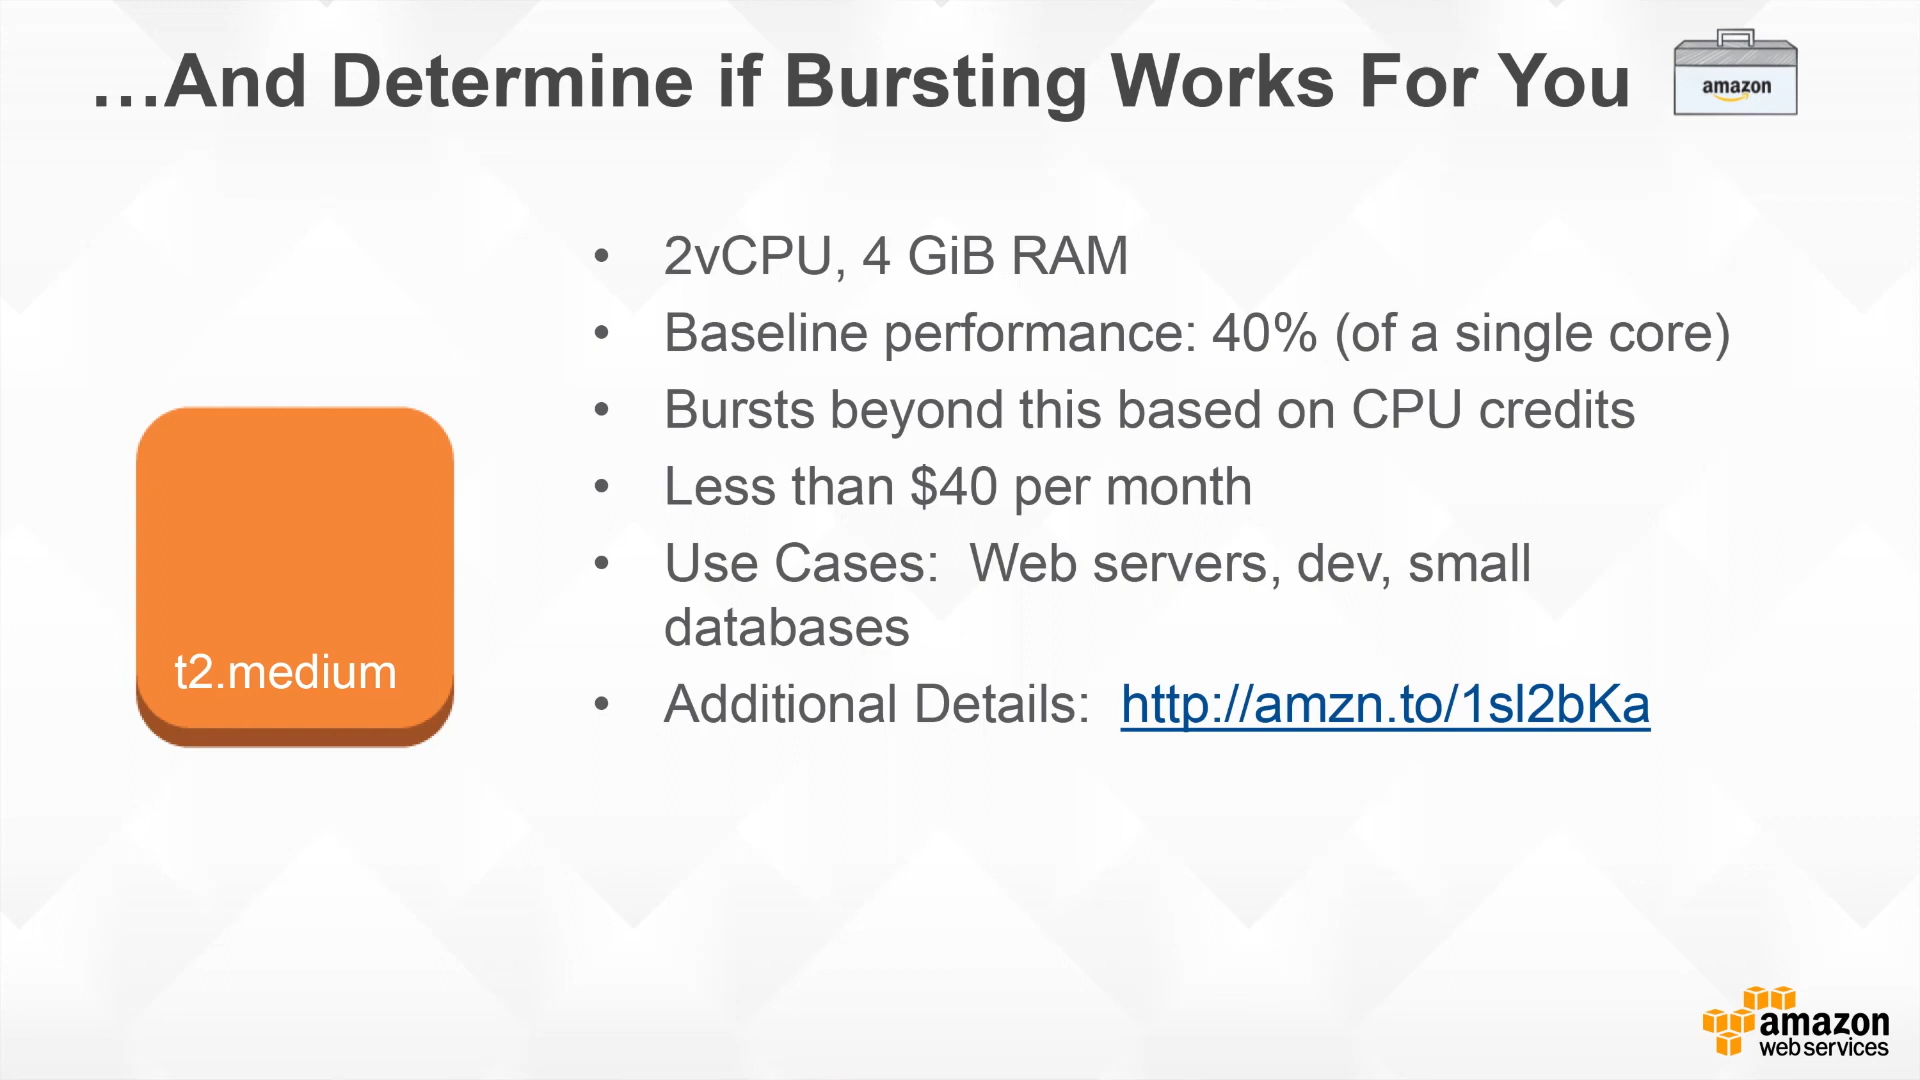 ...And Determine if Bursting Works For You
amazon
• 2vCPU, 4 GiB RAM
• Baseline performance: 40% (of a single core)
• Bursts beyond this based on CPU credits
• Less than $40 per month
• Use Cases:  Web servers, dev, small
databases
• Additional Details:  http://amzn.to/1sl2bKa
t2.medium
amazon
web services